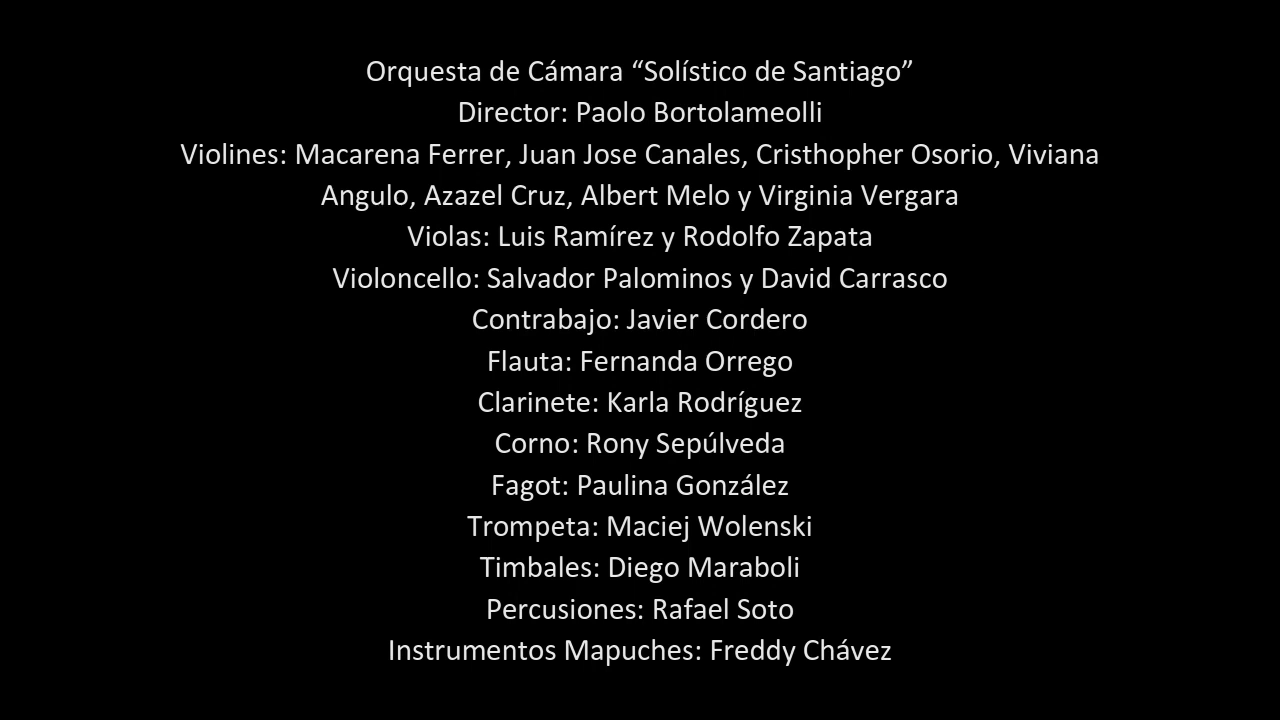 Orquesta de Cámara “Solístico de Santiago”
Director: Paolo Bortolameolli
Violines: Macarena Ferrer, Juan Jose Canales, Cristhopher Osorio, Viviana
Angulo, Azazel Cruz, Albert Melo y Virginia Vergara
Violas: Luis Ramírez y Rodolfo Zapata
Violoncello: Salvador Palominos y David Carrasco
Contrabajo: Javier Cordero
Flauta: Fernanda Orrego
Clarinete: Karla Rodríguez
Corno: Rony Sepúlveda
Fagot: Paulina González
Trompeta: Maciej Wolenski
Timbales: Diego Maraboli
Percusiones: Rafael Soto
Instrumentos Mapuches: Freddy Chávez